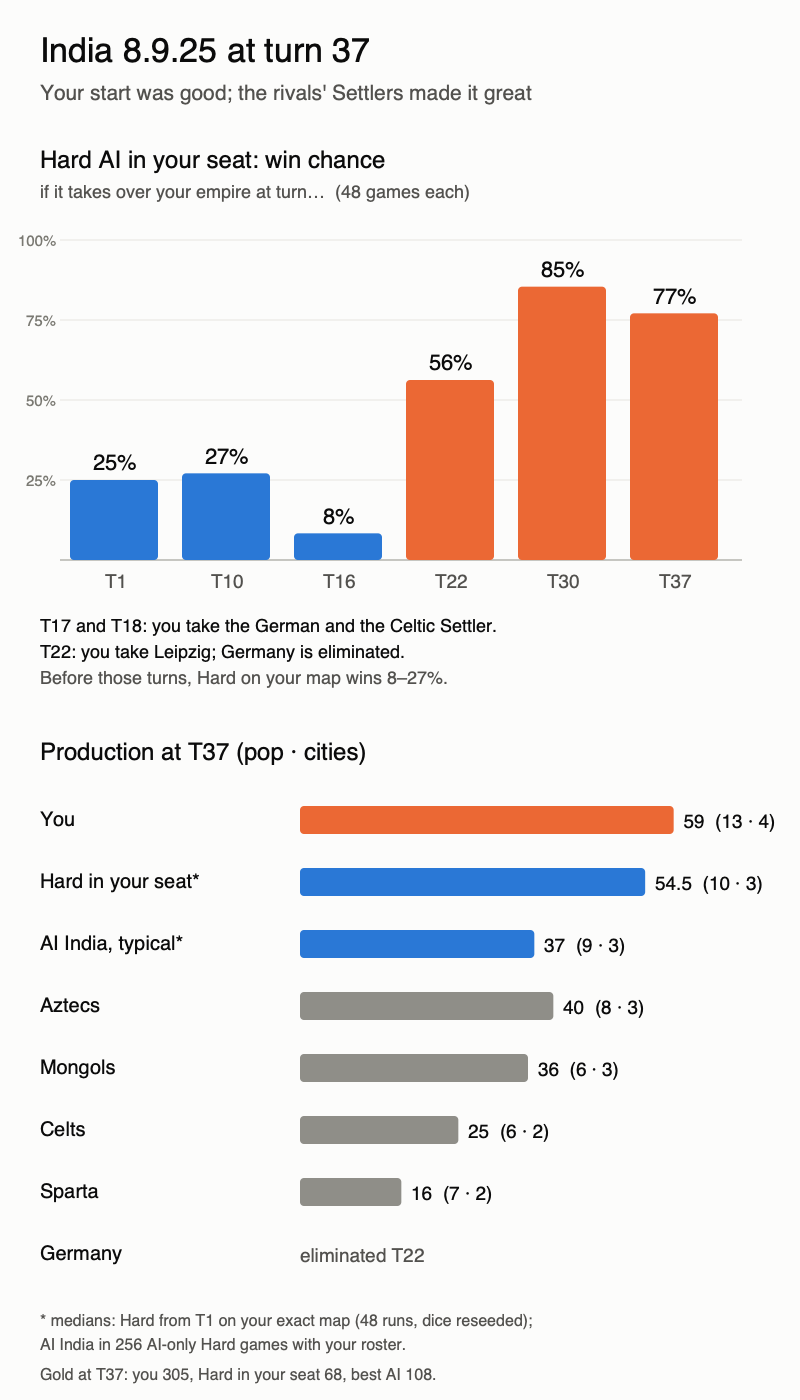 India 8.9.25 at turn 37
Your start was good; the rivals' Settlers made it great
Hard AI in your seat: win chance
if it takes over your empire at turn… (48 games each)
100%
75%
50%
25%
25%
27%
8%
56%
85%
77%
T1
T10
T16
T22
T30
T37
T17 and T18: you take the German and the Celtic Settler.
T22: you take Leipzig; Germany is eliminated.
Before those turns, Hard on your map wins 8–27%.
Production at T37 (pop · cities)
You 59 (13 · 4)
Hard in your seat* 54.5 (10 · 3)
AI India, typical* 37 (9 · 3)
Aztecs 40 (8 · 3)
Mongols 36 (6 · 3)
Celts 25 (6 · 2)
Sparta 16 (7 · 2)
Germany eliminated T22
* medians: Hard from T1 on your exact map (48 runs, dice reseeded);
AI India in 256 AI-only Hard games with your roster.
Gold at T37: you 305, Hard in your seat 68, best AI 108.